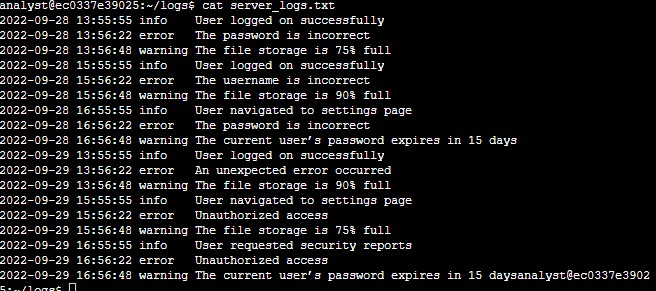 analyst@ec0337e39025:~/logs$ cat server_logs.txt
2022-09-28 13:55:55 info    User logged on successfully
2022-09-28 13:56:22 error   The password is incorrect
2022-09-28 13:56:48 warning The file storage is 75% full
2022-09-28 15:55:55 info    User logged on successfully
2022-09-28 15:56:22 error   The username is incorrect
2022-09-28 15:56:48 warning The file storage is 90% full
2022-09-28 16:55:55 info    User navigated to settings page
2022-09-28 16:56:22 error   The password is incorrect
2022-09-28 16:56:48 warning The current user’s password expires in 15 days
2022-09-29 13:55:55 info    User logged on successfully
2022-09-29 13:56:22 error   An unexpected error occurred
2022-09-29 13:56:48 warning The file storage is 90% full
2022-09-29 15:55:55 info    User navigated to settings page
2022-09-29 15:56:22 error   Unauthorized access
2022-09-29 15:56:48 warning The file storage is 75% full
2022-09-29 16:55:55 info    User requested security reports
2022-09-29 16:56:22 error   Unauthorized access
2022-09-29 16:56:48 warning The current user’s password expires in 15 daysanalyst@ec0337e3902
5:~/logs$